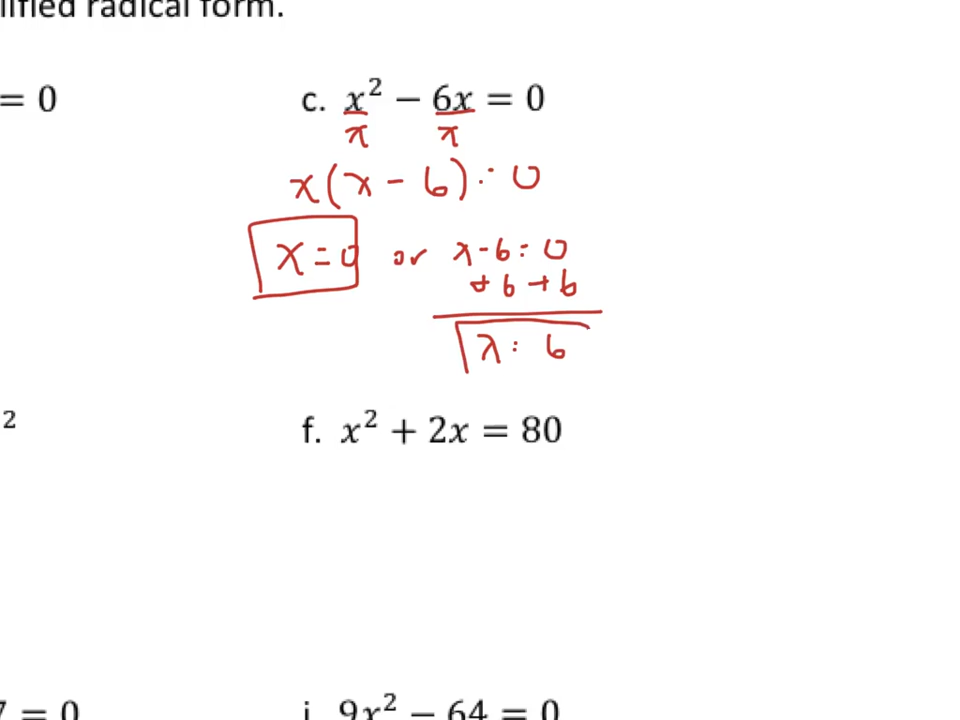 lified radical form.
= 0
c. x² − 6x = 0
x x
x(x - 6) = 0
x = 0 or x - 6 = 0
+ 6 + 6
x = 6
2
f. x² + 2x = 80
7 = 0
i 9x² − 64 = 0